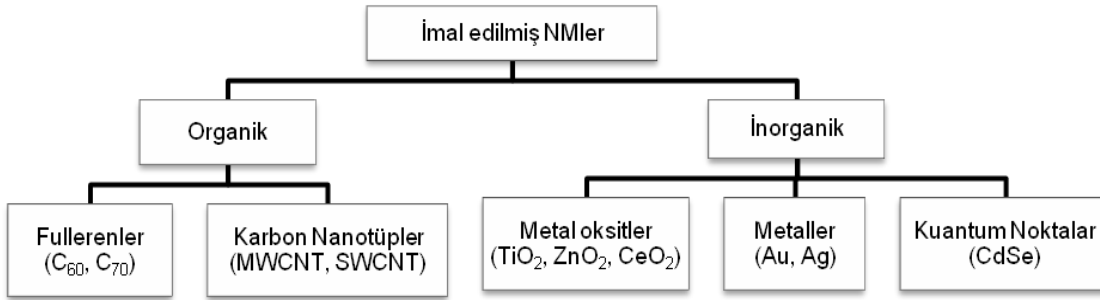 İmal edilmiş NMler
Organik
İnorganik
Fullerenler
(C₆₀, C₇₀)
Karbon Nanotüpler
(MWCNT, SWCNT)
Metal oksitler
(TiO₂, ZnO₂, CeO₂)
Metaller
(Au, Ag)
Kuantum Noktalar
(CdSe)